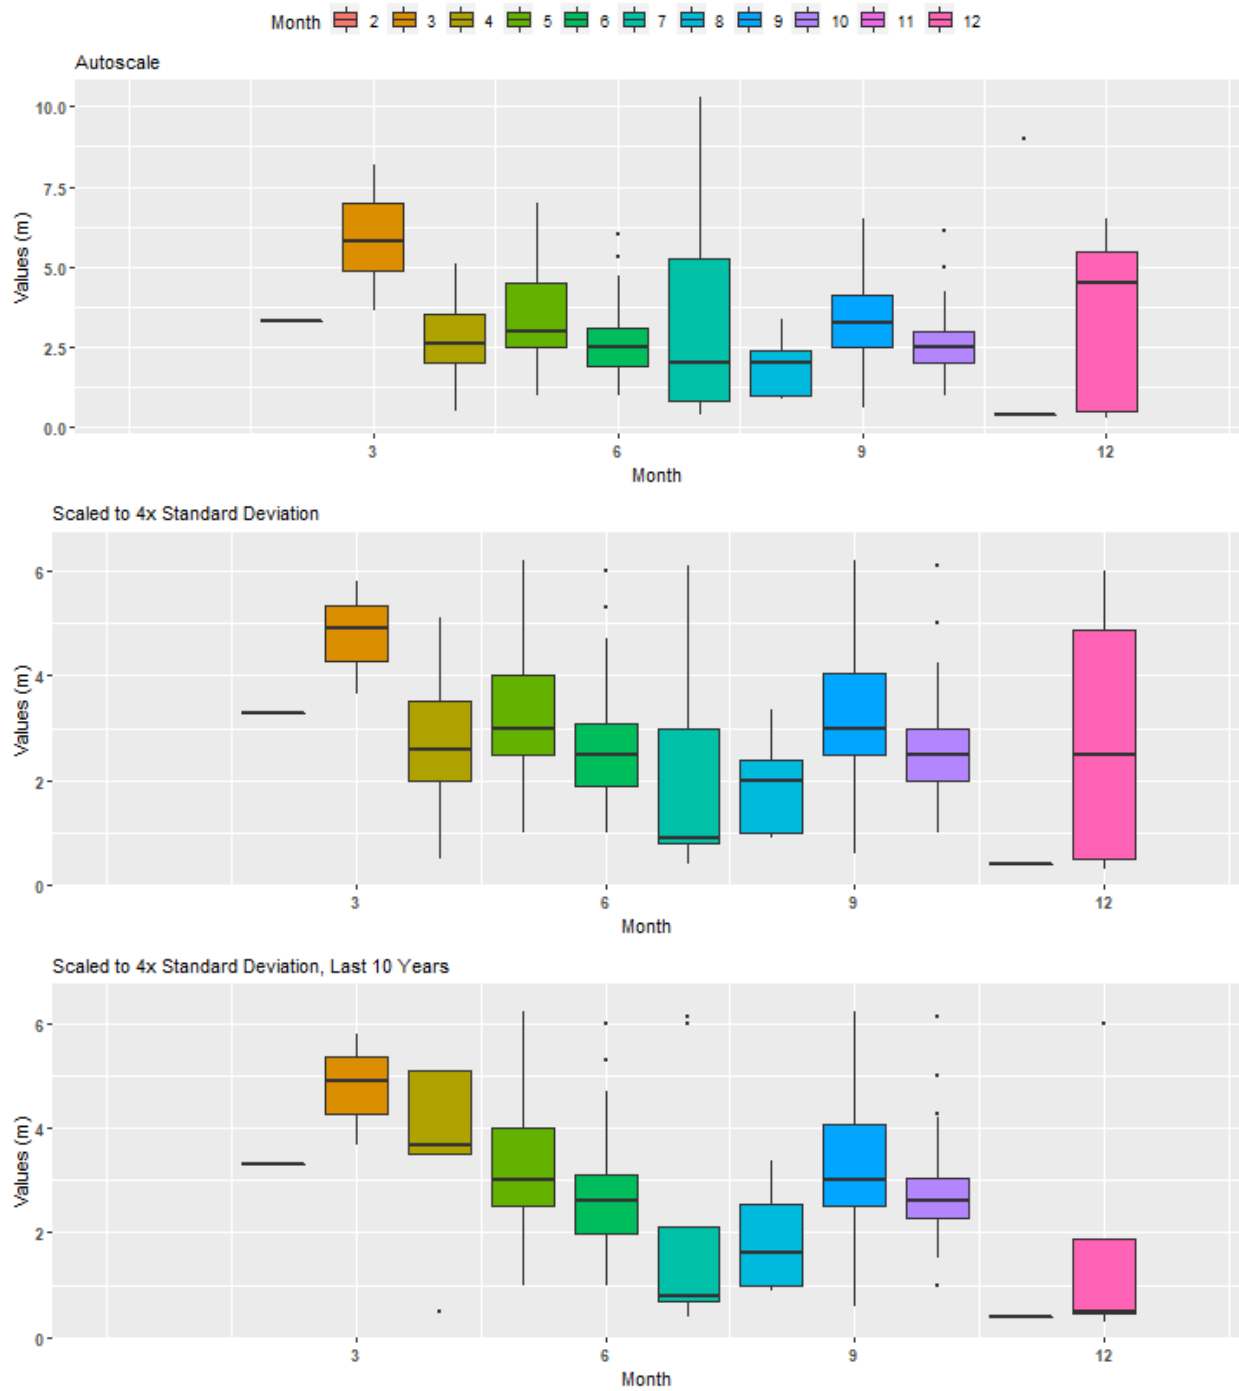 Month 2 3 4 5 6 7 8 9 10 11 12
Autoscale
Values (m)
10.0
7.5
5.0
2.5
0.0
3 6 9 12
Month
Scaled to 4x Standard Deviation
Values (m)
6
4
2
0
3 6 9 12
Month
Scaled to 4x Standard Deviation, Last 10 Years
Values (m)
6
4
2
0
3 6 9 12
Month